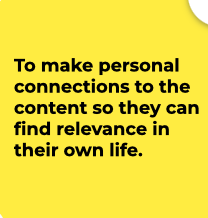 To make personal
connections to the
content so they can
find relevance in
their own life.